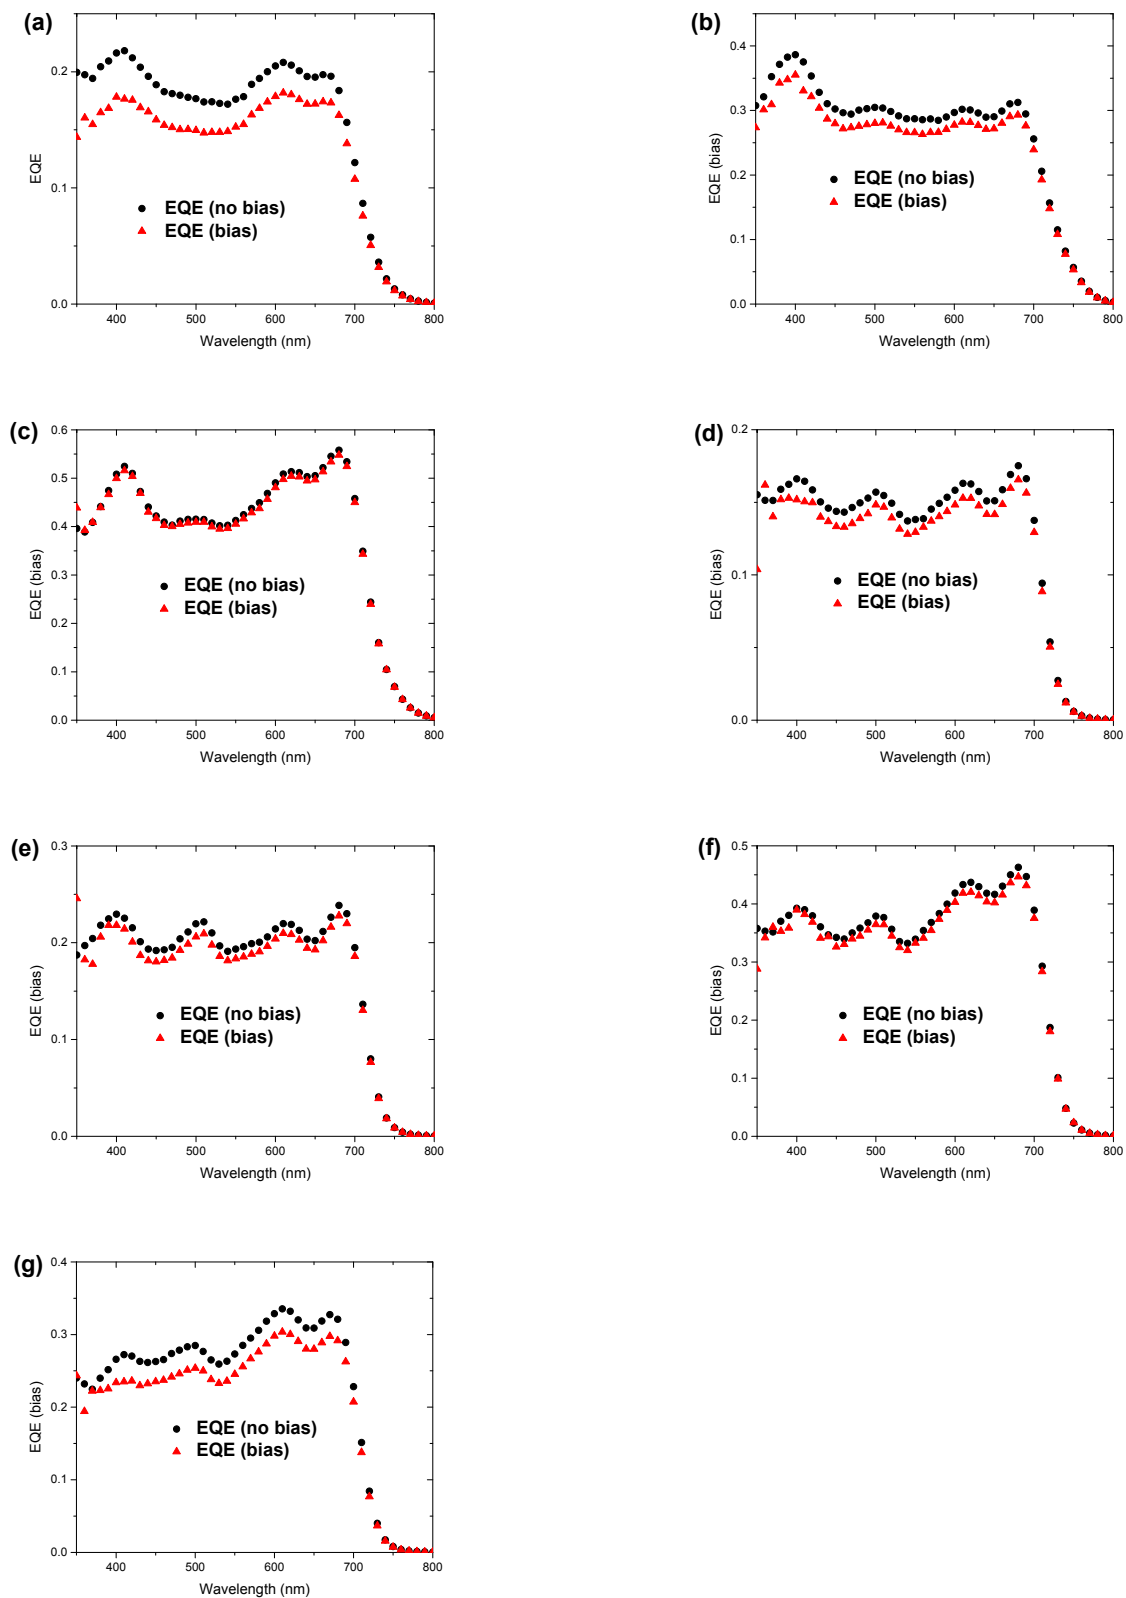 (a)
0.2
0.1
0.0
EQE
EQE (no bias)
EQE (bias)
400 500 600 700 800
Wavelength (nm)
(b)
0.4
0.3
0.2
0.1
0.0
EQE (bias)
EQE (no bias)
EQE (bias)
400 500 600 700 800
Wavelength (nm)
(c)
0.6
0.5
0.4
0.3
0.2
0.1
0.0
EQE (bias)
EQE (no bias)
EQE (bias)
400 500 600 700 800
Wavelength (nm)
(d)
0.2
0.1
0.0
EQE (bias)
EQE (no bias)
EQE (bias)
400 500 600 700 800
Wavelength (nm)
(e)
0.3
0.2
0.1
0.0
EQE (bias)
EQE (no bias)
EQE (bias)
400 500 600 700 800
Wavelength (nm)
(f)
0.5
0.4
0.3
0.2
0.1
0.0
EQE (bias)
EQE (no bias)
EQE (bias)
400 500 600 700 800
Wavelength (nm)
(g)
0.4
0.3
0.2
0.1
0.0
EQE (bias)
EQE (no bias)
EQE (bias)
400 500 600 700 800
Wavelength (nm)